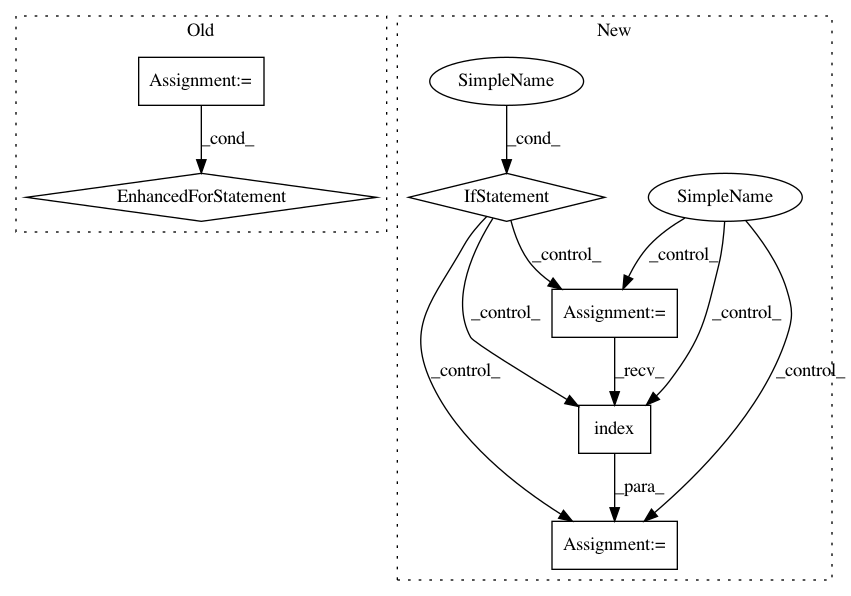 Old
New
Assignment:=
SimpleName
_cond_
_cond_
EnhancedForStatement
IfStatement
SimpleName
_control_
_control_
_control_
_control_
Assignment:=
_control_
_recv_
_control_
index
_para_
Assignment:=